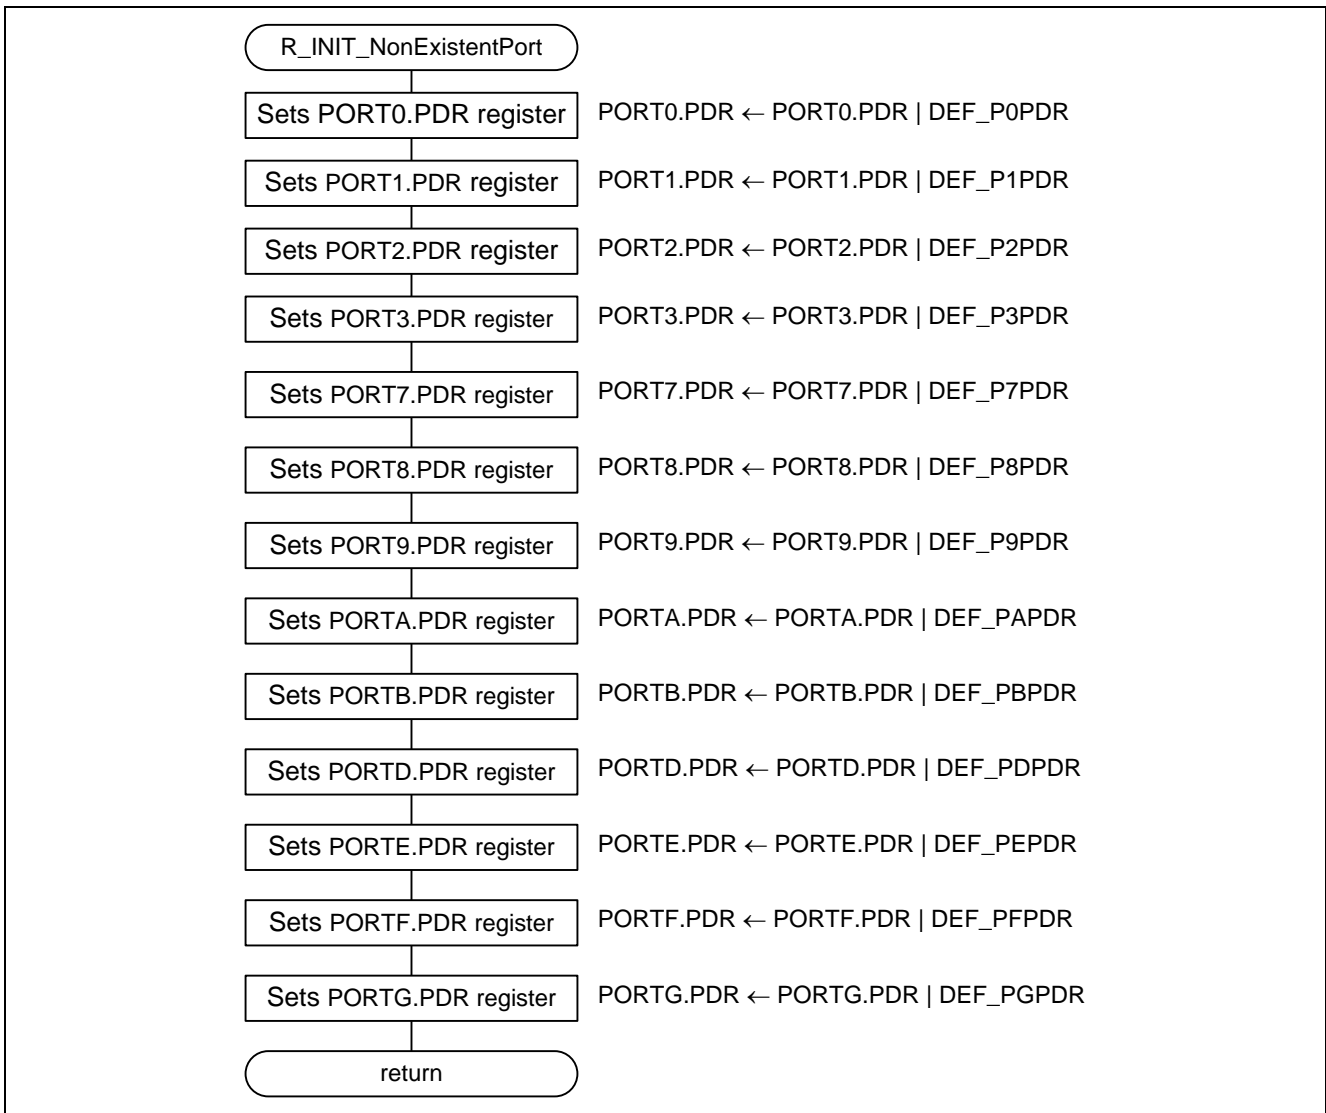 R_INIT_NonExistentPort
Sets PORT0.PDR register PORT0.PDR ← PORT0.PDR | DEF_P0PDR
Sets PORT1.PDR register PORT1.PDR ← PORT1.PDR | DEF_P1PDR
Sets PORT2.PDR register PORT2.PDR ← PORT2.PDR | DEF_P2PDR
Sets PORT3.PDR register PORT3.PDR ← PORT3.PDR | DEF_P3PDR
Sets PORT7.PDR register PORT7.PDR ← PORT7.PDR | DEF_P7PDR
Sets PORT8.PDR register PORT8.PDR ← PORT8.PDR | DEF_P8PDR
Sets PORT9.PDR register PORT9.PDR ← PORT9.PDR | DEF_P9PDR
Sets PORTA.PDR register PORTA.PDR ← PORTA.PDR | DEF_PAPDR
Sets PORTB.PDR register PORTB.PDR ← PORTB.PDR | DEF_PBPDR
Sets PORTD.PDR register PORTD.PDR ← PORTD.PDR | DEF_PDPDR
Sets PORTE.PDR register PORTE.PDR ← PORTE.PDR | DEF_PEPDR
Sets PORTF.PDR register PORTF.PDR ← PORTF.PDR | DEF_PFPDR
Sets PORTG.PDR register PORTG.PDR ← PORTG.PDR | DEF_PGPDR
return